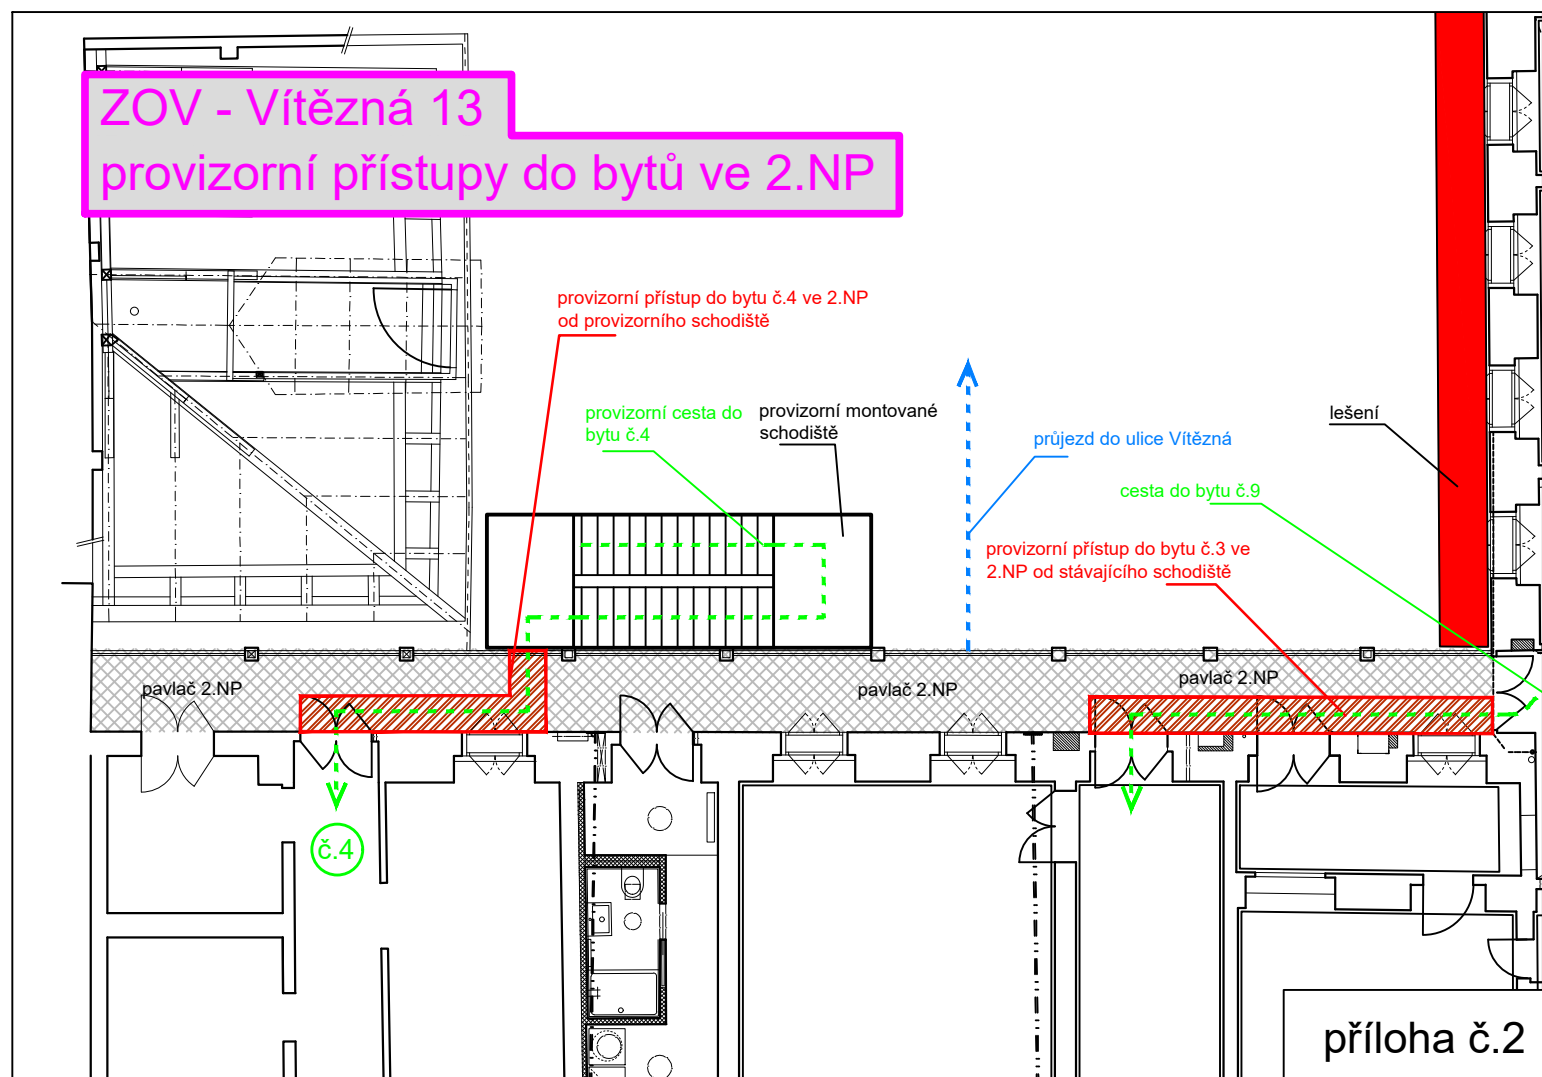 ZOV - Vítězná 13
provizorní přístupy do bytů ve 2.NP
provizorní přístup do bytu č.4 ve 2.NP
od provizorního schodiště
provizorní cesta do
bytu č.4
provizorní montované
schodiště
průjezd do ulice Vítězná
lešení
cesta do bytu č.9
provizorní přístup do bytu č.3 ve
2.NP od stávajícího schodiště
pavlač 2.NP
pavlač 2.NP
pavlač 2.NP
č.4
příloha č.2